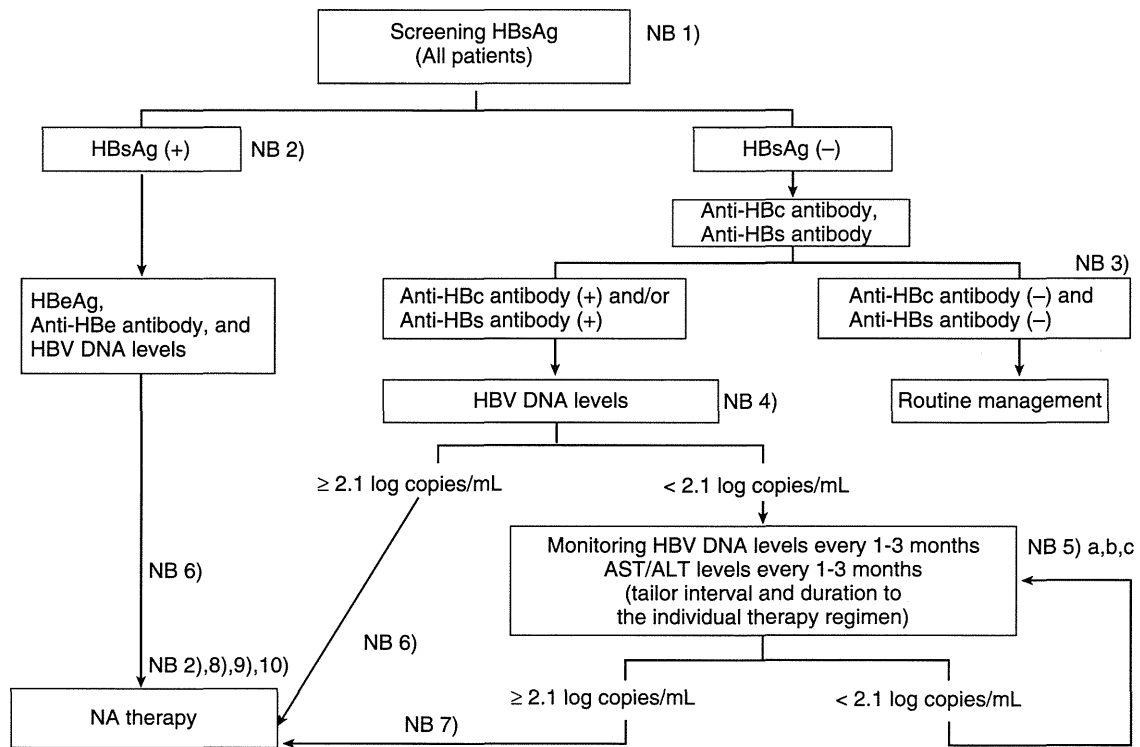 Screening HBsAg
(All patients)
NB 1)
HBsAg (+)
NB 2)
HBsAg (–)
Anti-HBc antibody,
Anti-HBs antibody
NB 3)
HBeAg,
Anti-HBe antibody, and
HBV DNA levels
Anti-HBc antibody (+) and/or
Anti-HBs antibody (+)
Anti-HBc antibody (–) and
Anti-HBs antibody (–)
HBV DNA levels
NB 4)
Routine management
≥ 2.1 log copies/mL
< 2.1 log copies/mL
Monitoring HBV DNA levels every 1-3 months
AST/ALT levels every 1-3 months
(tailor interval and duration to
the individual therapy regimen)
NB 5) a,b,c
NB 6)
NB 6)
NB 2),8),9),10)
≥ 2.1 log copies/mL
< 2.1 log copies/mL
NA therapy
NB 7)